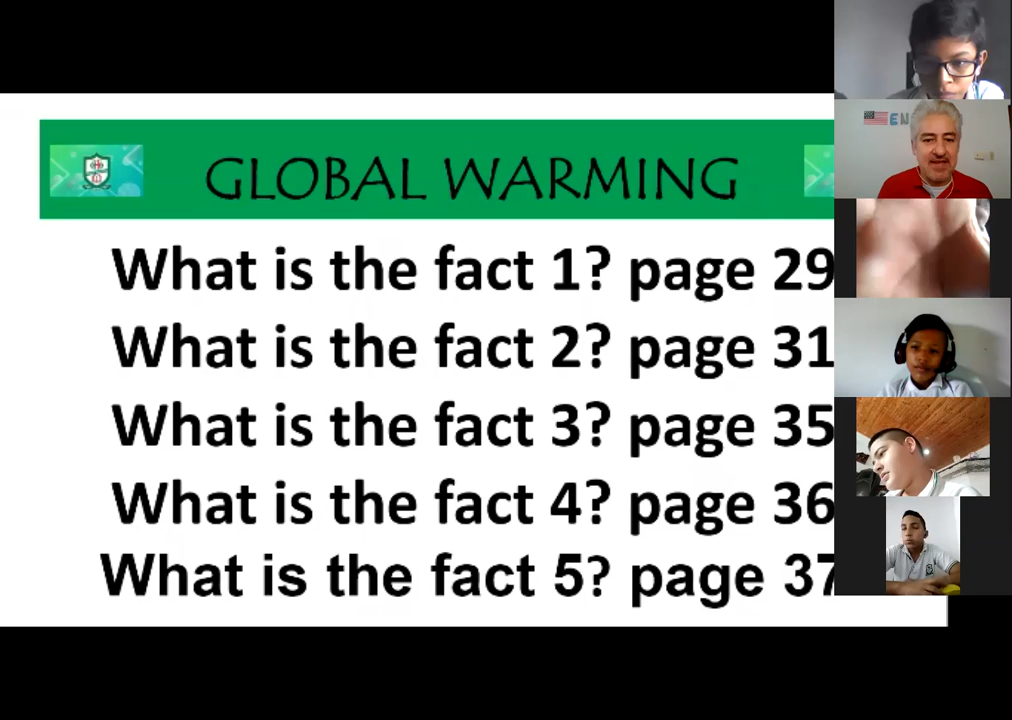 GLOBAL WARMING
What is the fact 1? page 29
What is the fact 2? page 31
What is the fact 3? page 35
What is the fact 4? page 36
What is the fact 5? page 37